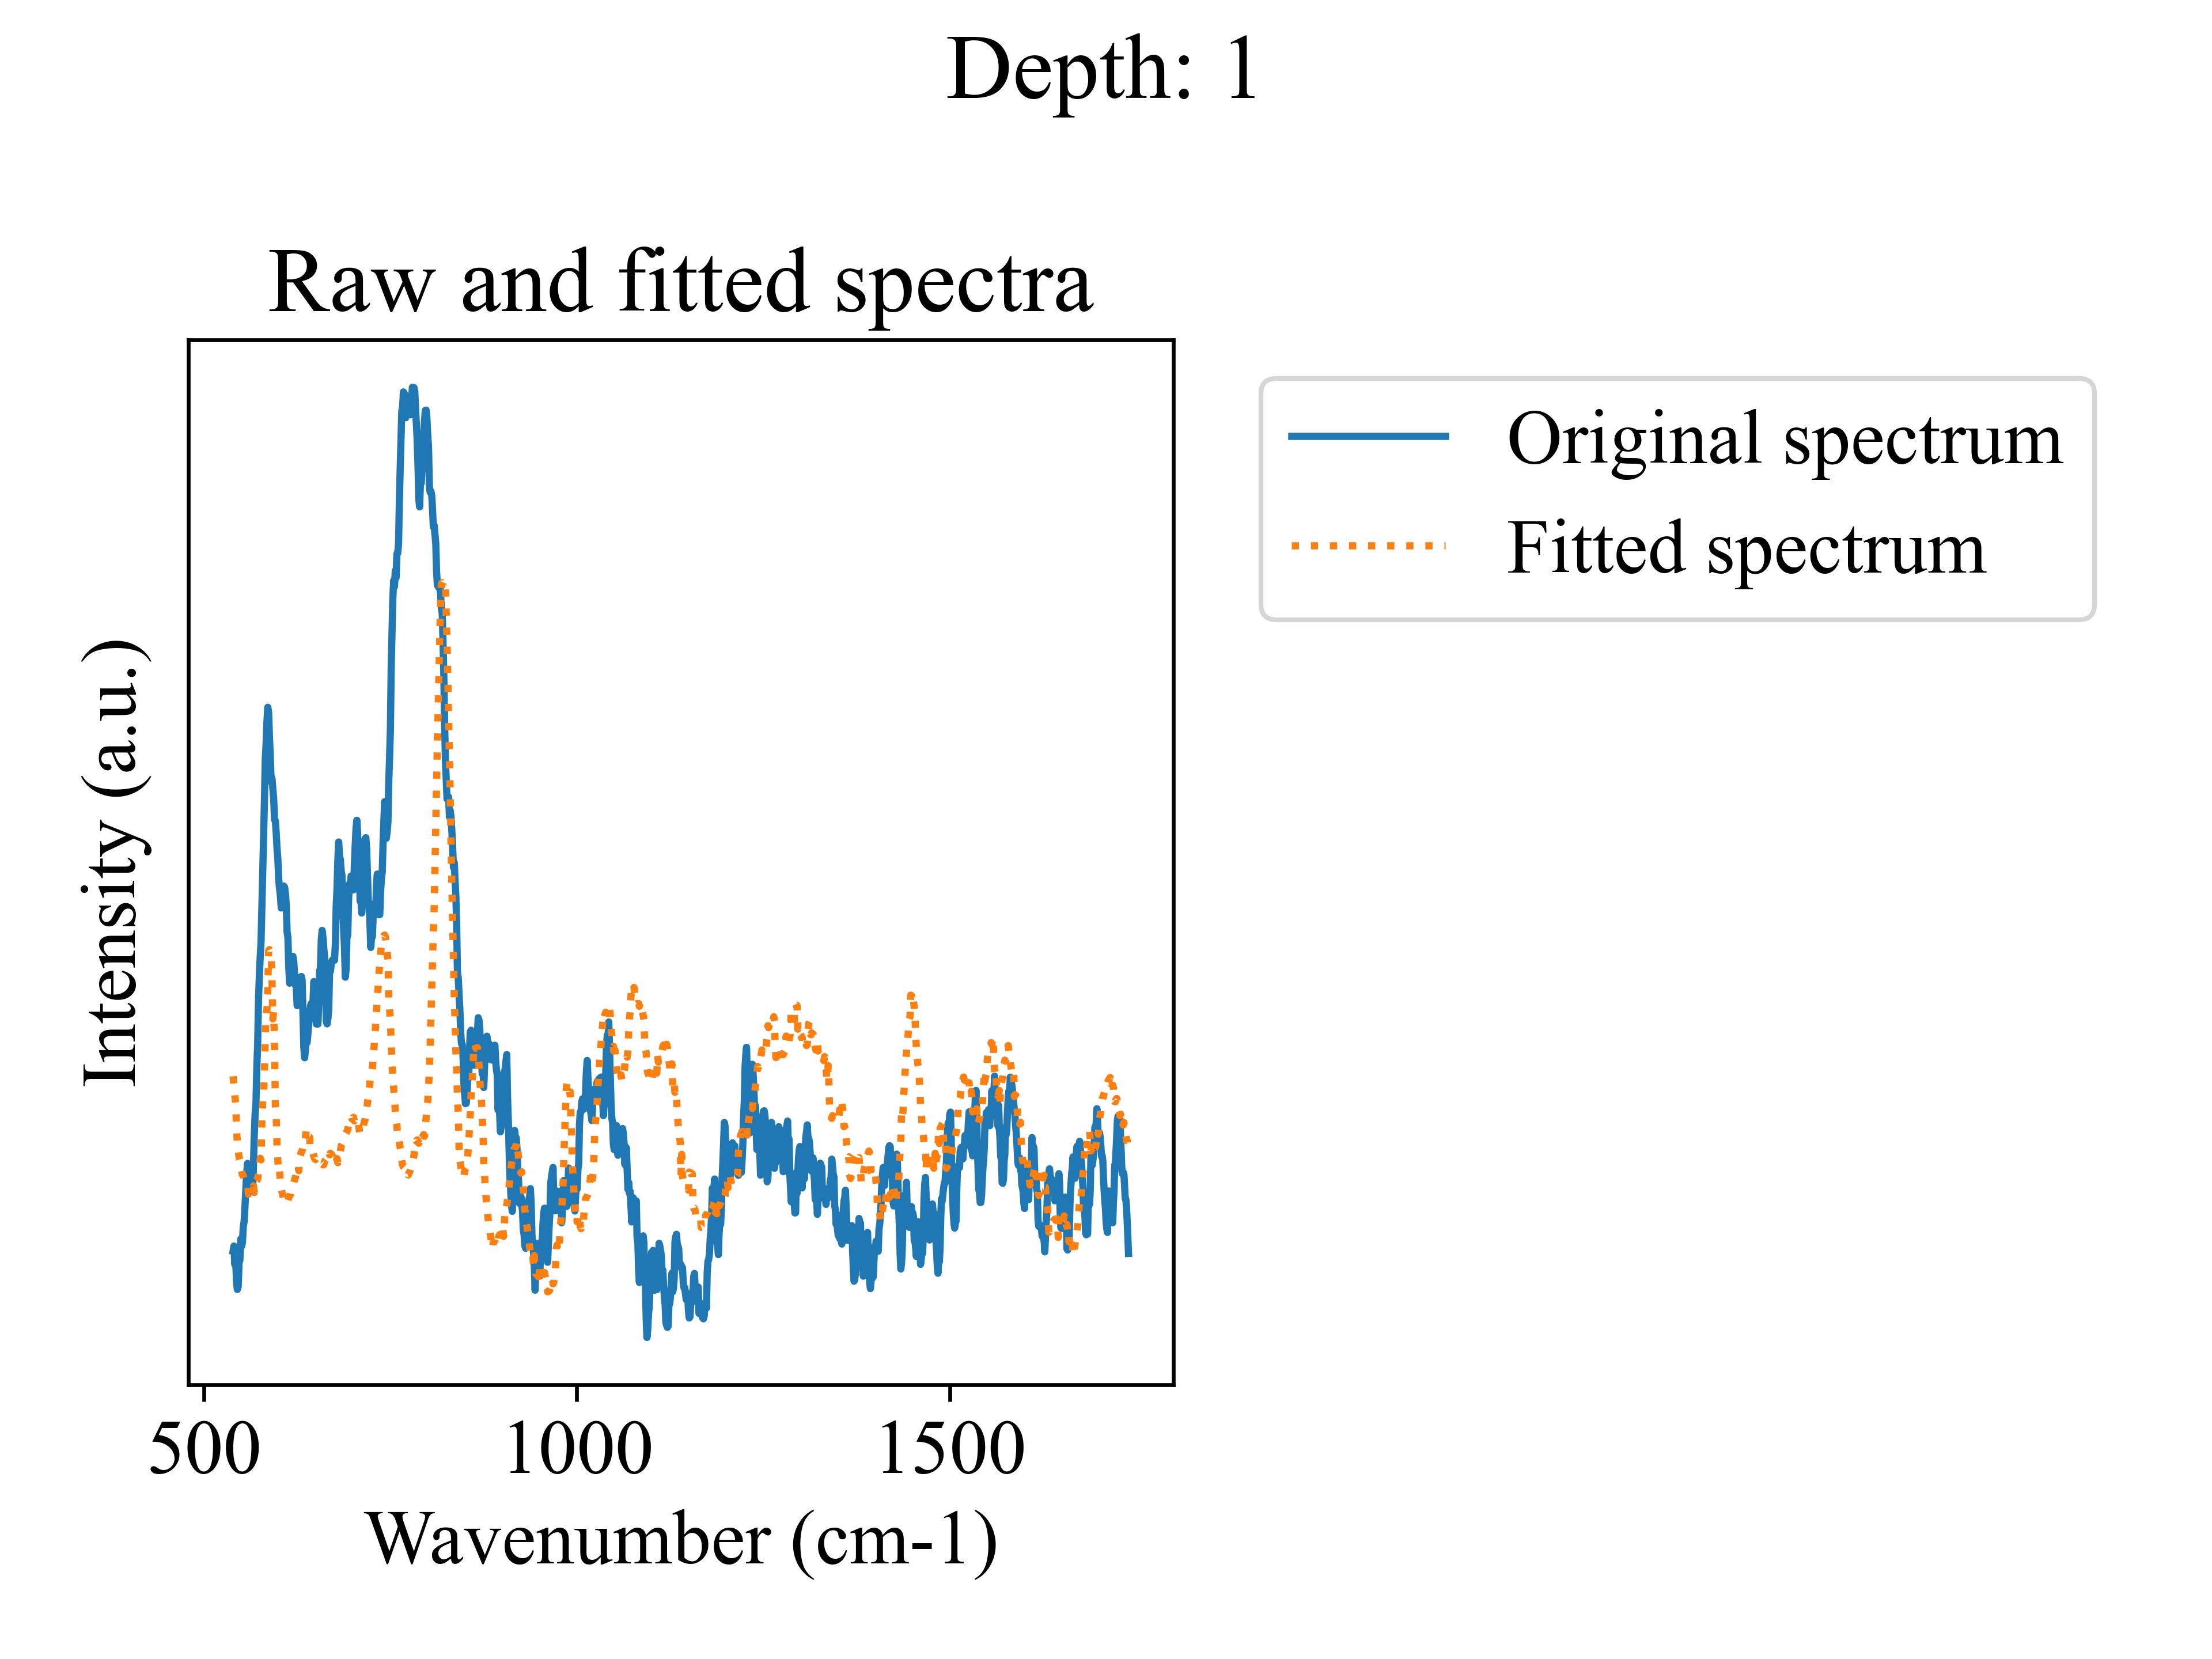 Depth: 1
Raw and fitted spectra
Original spectrum
Fitted spectrum
Intensity (a.u.)
500
1000
1500
Wavenumber (cm-1)